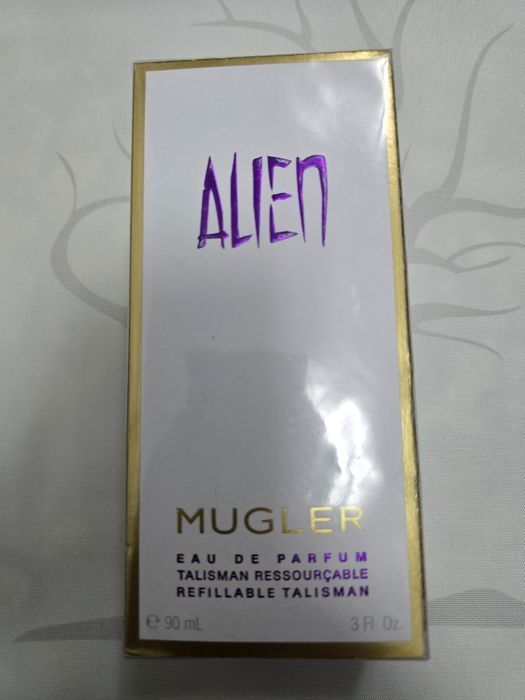 ALIEN
MUGLER
EAU DE PARFUM
TALISMAN RESSOURÇABLE
REFILLABLE TALISMAN
℮ 90 mL 3 Fl. Oz.